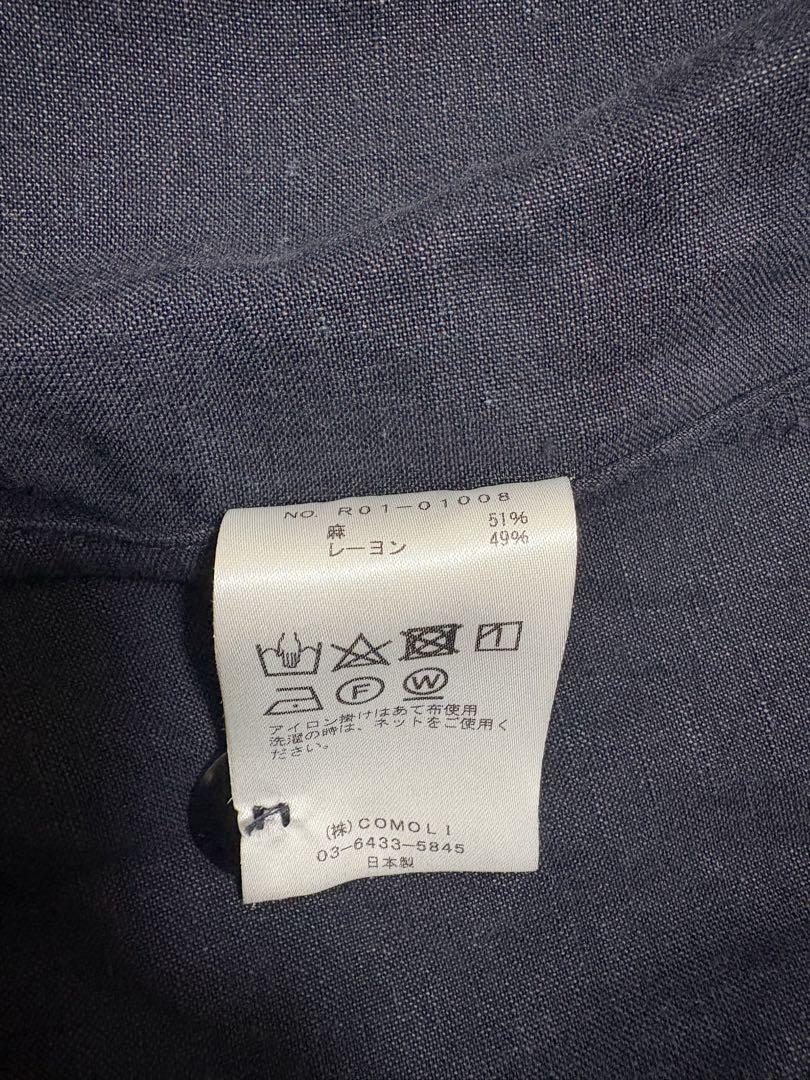 NO. R01-01008
麻 51%
レーヨン 49%
F W
アイロン掛けはあて布使用
洗濯の時は、ネットをご使用く
ださい。
(株)COMOLI
03-6433-5845
日本製